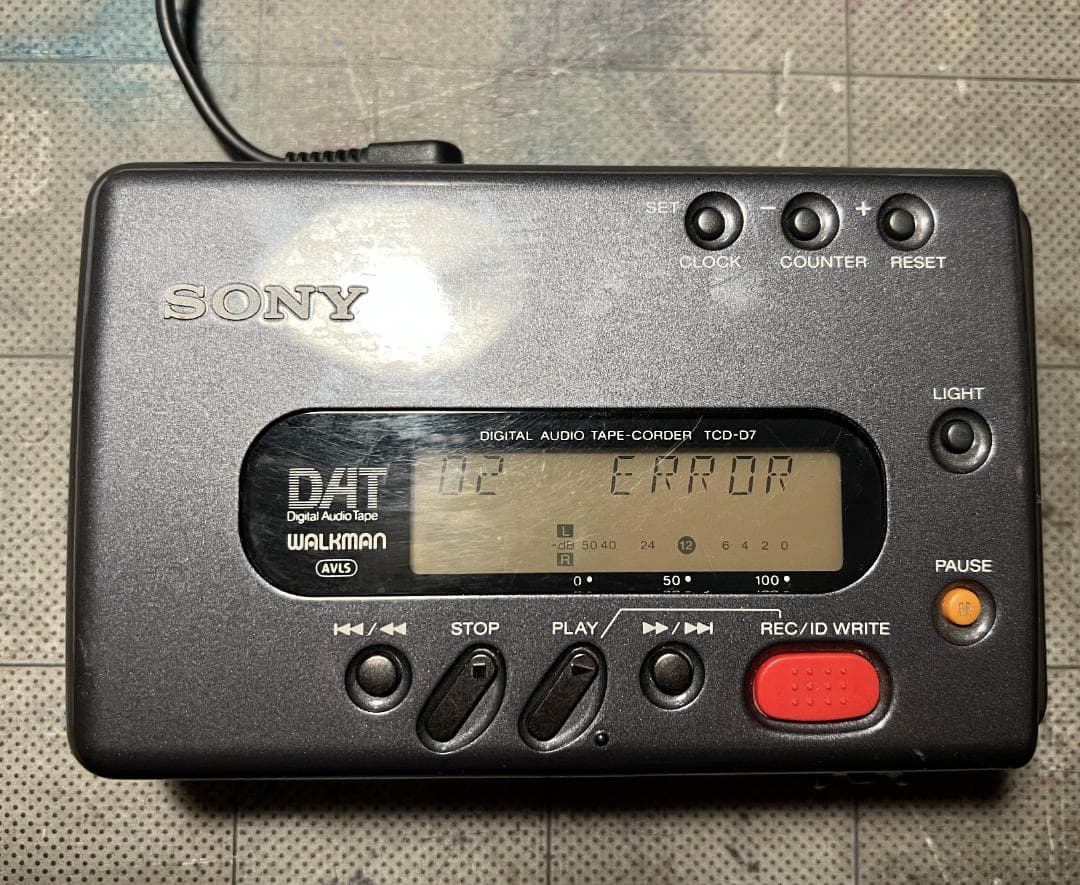 SET - +
CLOCK COUNTER RESET
SONY
LIGHT
DIGITAL AUDIO TAPE-CORDER TCD-D7
DAT
Digital Audio Tape
WALKMAN
AVLS
02 ERROR
L
-dB 50 40 24 12 6 4 2 0
R
0 50 100
PAUSE
STOP PLAY REC/ID WRITE